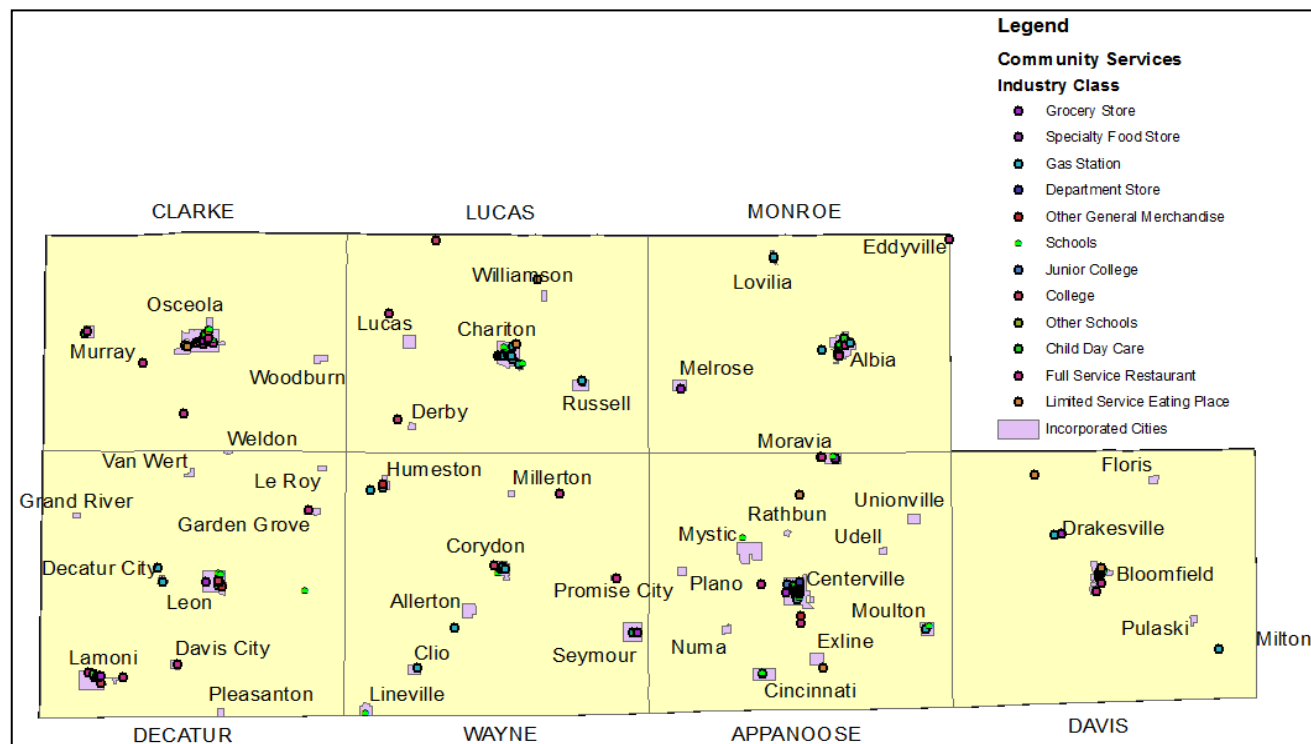 Legend
Community Services
Industry Class
Grocery Store
Specialty Food Store
Gas Station
Department Store
Other General Merchandise
Schools
Junior College
College
Other Schools
Child Day Care
Full Service Restaurant
Limited Service Eating Place
Incorporated Cities
CLARKE
LUCAS
MONROE
Eddyville
Williamson
Lovilia
Osceola
Lucas
Chariton
Murray
Albia
Woodburn
Melrose
Russell
Derby
Weldon
Moravia
Van Wert
Humeston
Floris
Le Roy
Millerton
Grand River
Unionville
Garden Grove
Rathbun
Drakesville
Mystic
Udell
Corydon
Decatur City
Bloomfield
Plano
Centerville
Promise City
Leon
Allerton
Moulton
Pulaski
Milton
Numa
Exline
Davis City
Seymour
Lamoni
Clio
Cincinnati
Pleasanton
Lineville
DECATUR
WAYNE
APPANOOSE
DAVIS